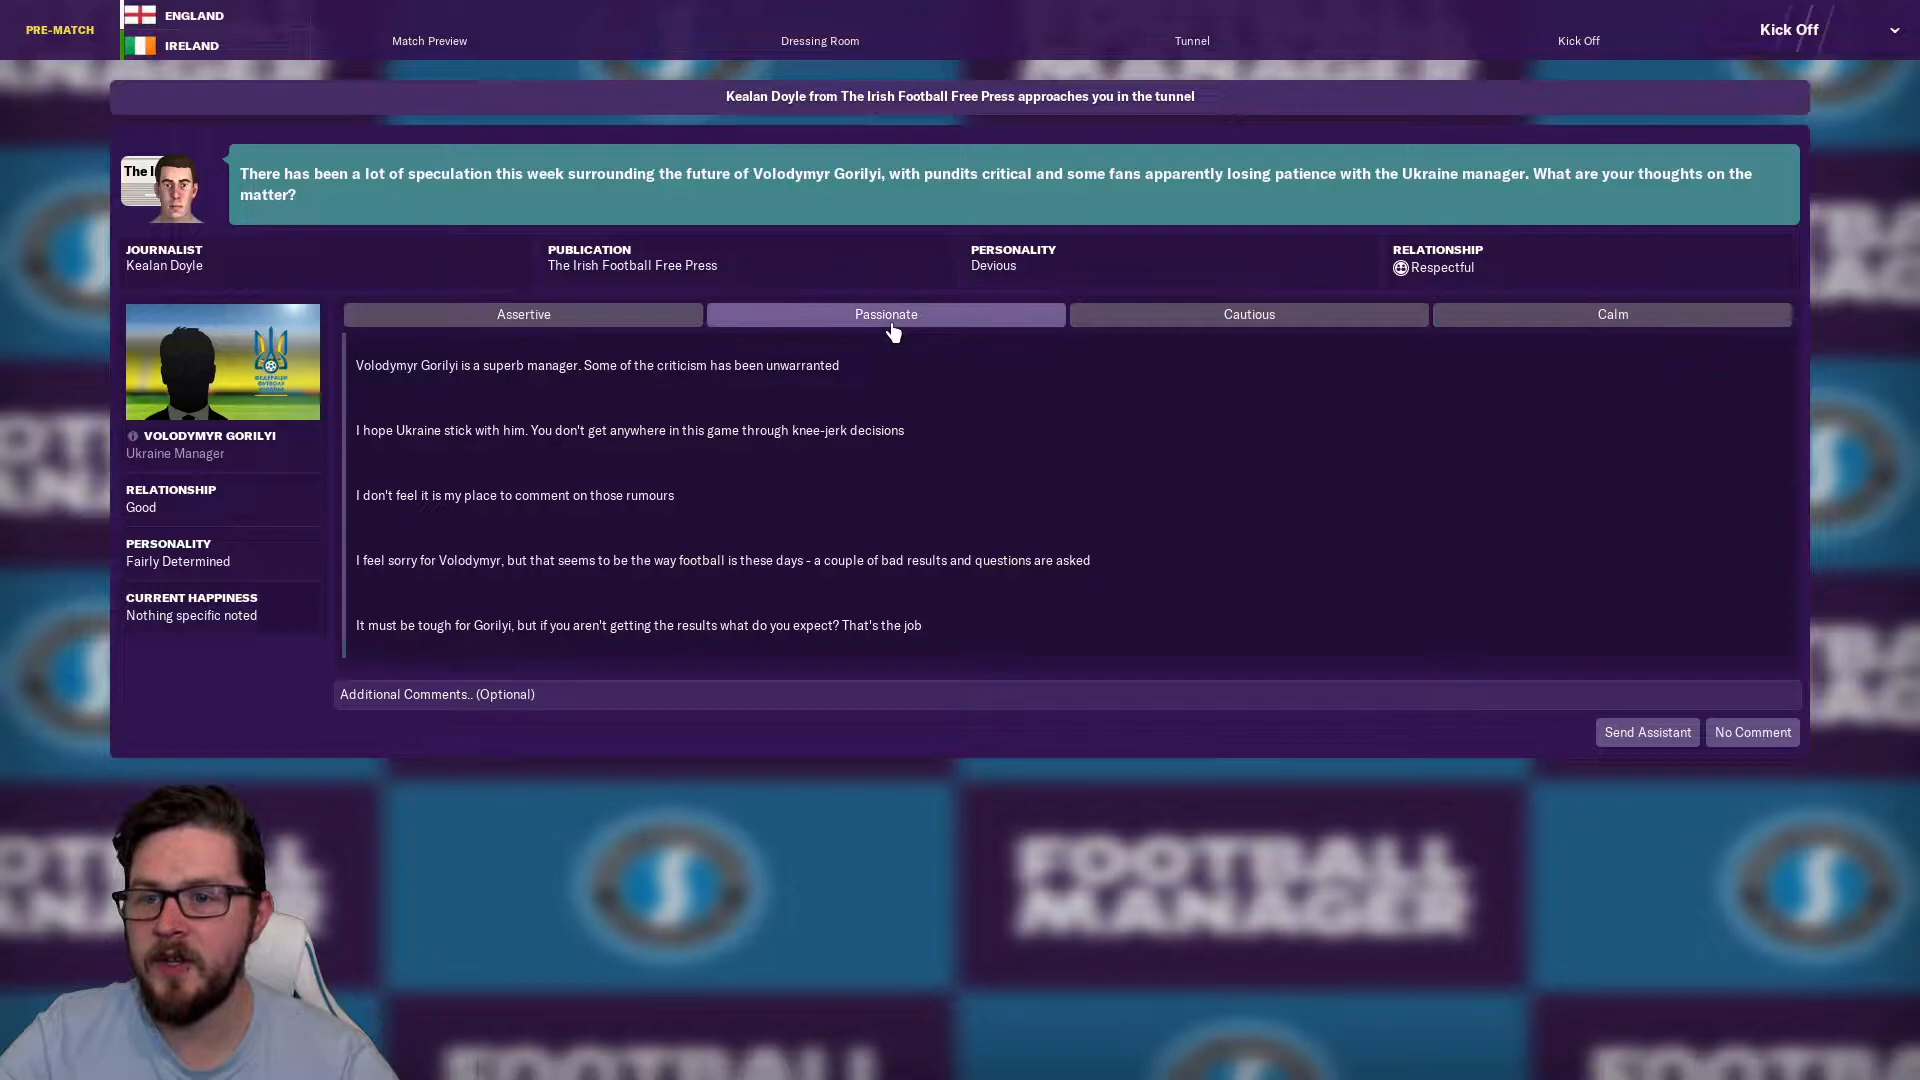 PRE-MATCH
ENGLAND
IRELAND
Match Preview
Dressing Room
Tunnel
Kick Off
Kick Off
Kealan Doyle from The Irish Football Free Press approaches you in the tunnel
The I
There has been a lot of speculation this week surrounding the future of Volodymyr Gorilyi, with pundits critical and some fans apparently losing patience with the Ukraine manager. What are your thoughts on the
matter?
JOURNALIST
Kealan Doyle
PUBLICATION
The Irish Football Free Press
PERSONALITY
Devious
RELATIONSHIP
Respectful
Assertive
Passionate
Cautious
Calm
Volodymyr Gorilyi is a superb manager. Some of the criticism has been unwarranted
I hope Ukraine stick with him. You don't get anywhere in this game through knee-jerk decisions
I don't feel it is my place to comment on those rumours
I feel sorry for Volodymyr, but that seems to be the way football is these days - a couple of bad results and questions are asked
It must be tough for Gorilyi, but if you aren't getting the results what do you expect? That's the job
VOLODYMYR GORILYI
Ukraine Manager
RELATIONSHIP
Good
PERSONALITY
Fairly Determined
CURRENT HAPPINESS
Nothing specific noted
Additional Comments.. (Optional)
Send Assistant
No Comment
FOOTBALL
MANAGER